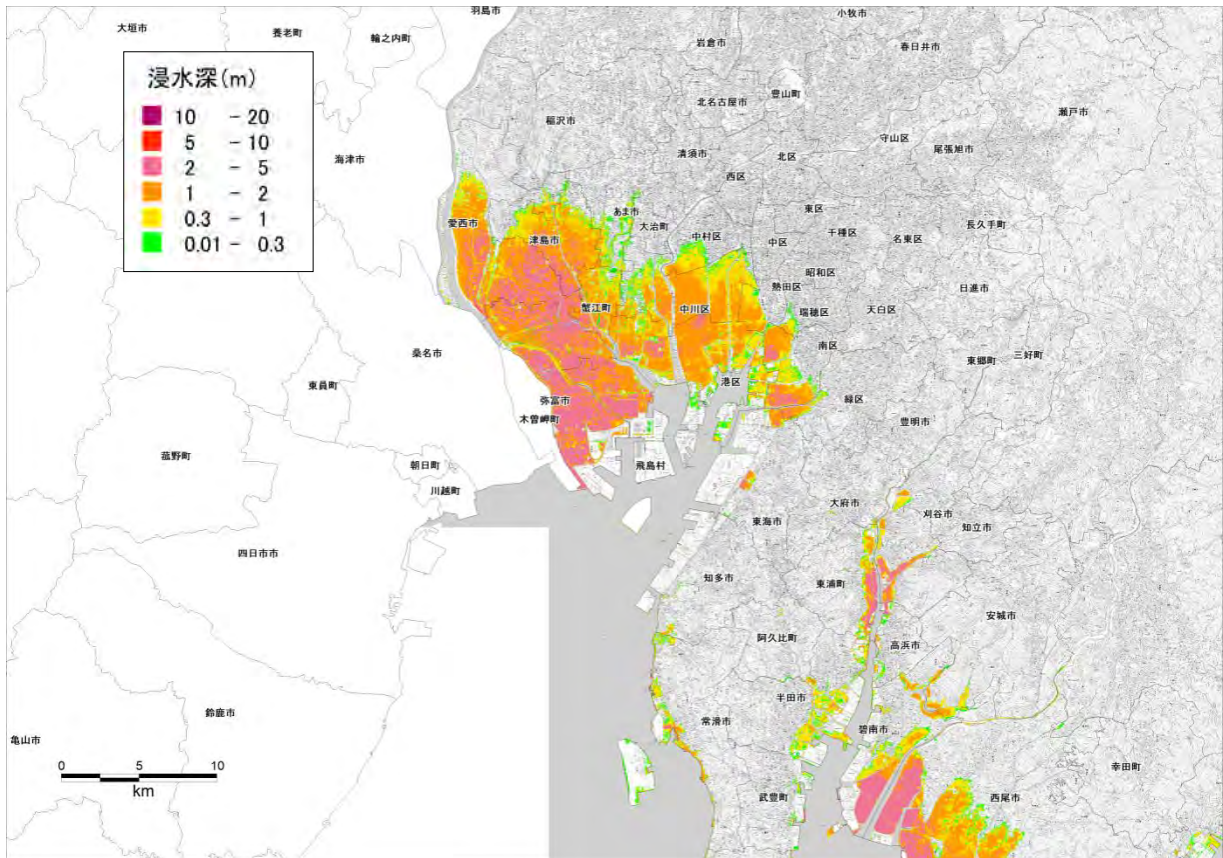 羽島市
小牧市
大垣市
養老町
輪之内町
岩倉市
春日井市
浸水深(m)
10 - 20
5 - 10
2 - 5
1 - 2
0.3 - 1
0.01 - 0.3
豊山町
北名古屋市
瀬戸市
稲沢市
守山区
海津市
清須市
北区
尾張旭市
西区
あま市
東区
愛西市
大治町
中村区
千種区
長久手町
津島市
中区
名東区
昭和区
熱田区
日進市
蟹江町
中川区
瑞穂区
天白区
桑名市
南区
三好町
東郷町
東員町
港区
弥富市
緑区
木曽岬町
豊明市
菰野町
朝日町
飛島村
川越町
大府市
刈谷市
東海市
知立市
四日市市
知多市
東浦町
安城市
阿久比町
高浜市
半田市
鈴鹿市
常滑市
碧南市
亀山市
幸田町
0 5 10
km
武豊町
西尾市